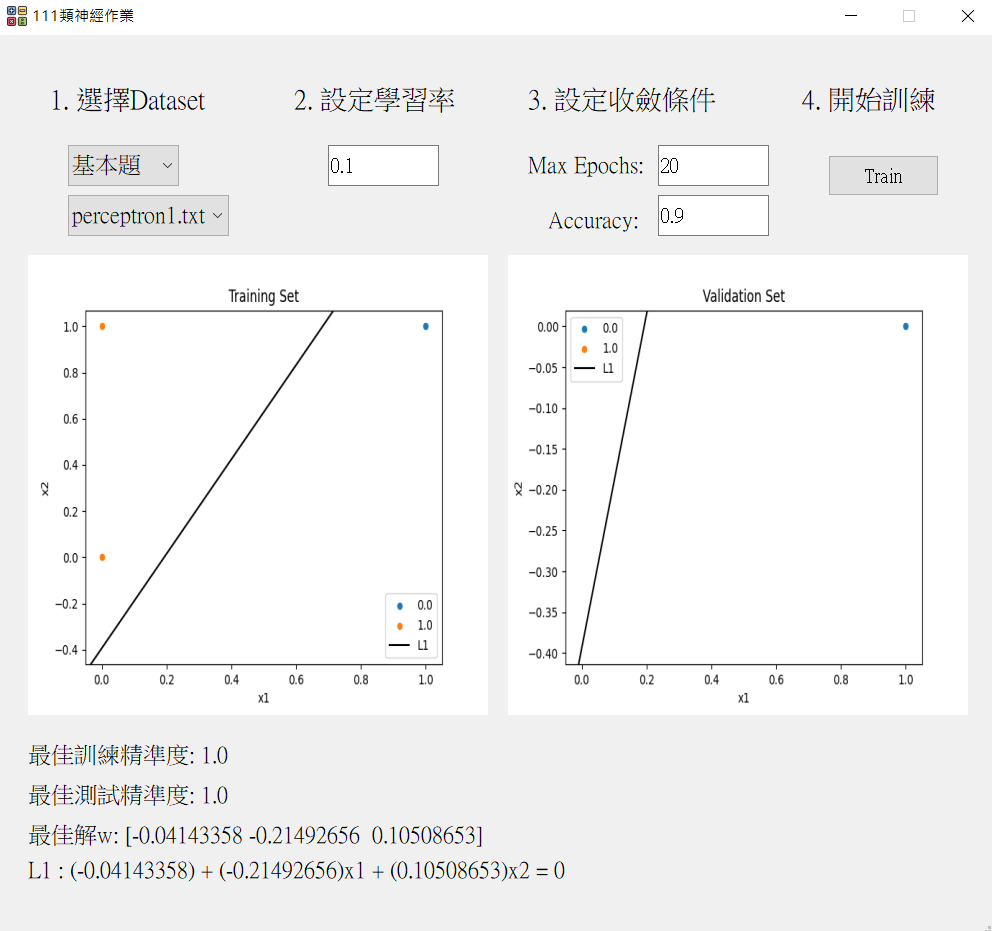 111類神經作業
1. 選擇Dataset
2. 設定學習率
3. 設定收斂條件
4. 開始訓練
基本題
perceptron1.txt
0.1
Max Epochs:
20
Accuracy:
0.9
Train
Training Set
1.0
0.8
0.6
0.4
0.2
0.0
−0.2
−0.4
x2
0.0
1.0
L1
0.0 0.2 0.4 0.6 0.8 1.0
x1
Validation Set
0.00
−0.05
−0.10
−0.15
−0.20
−0.25
−0.30
−0.35
−0.40
x2
0.0
1.0
L1
0.0 0.2 0.4 0.6 0.8 1.0
x1
最佳訓練精準度: 1.0
最佳測試精準度: 1.0
最佳解w: [-0.04143358 -0.21492656 0.10508653]
L1 : (-0.04143358) + (-0.21492656)x1 + (0.10508653)x2 = 0